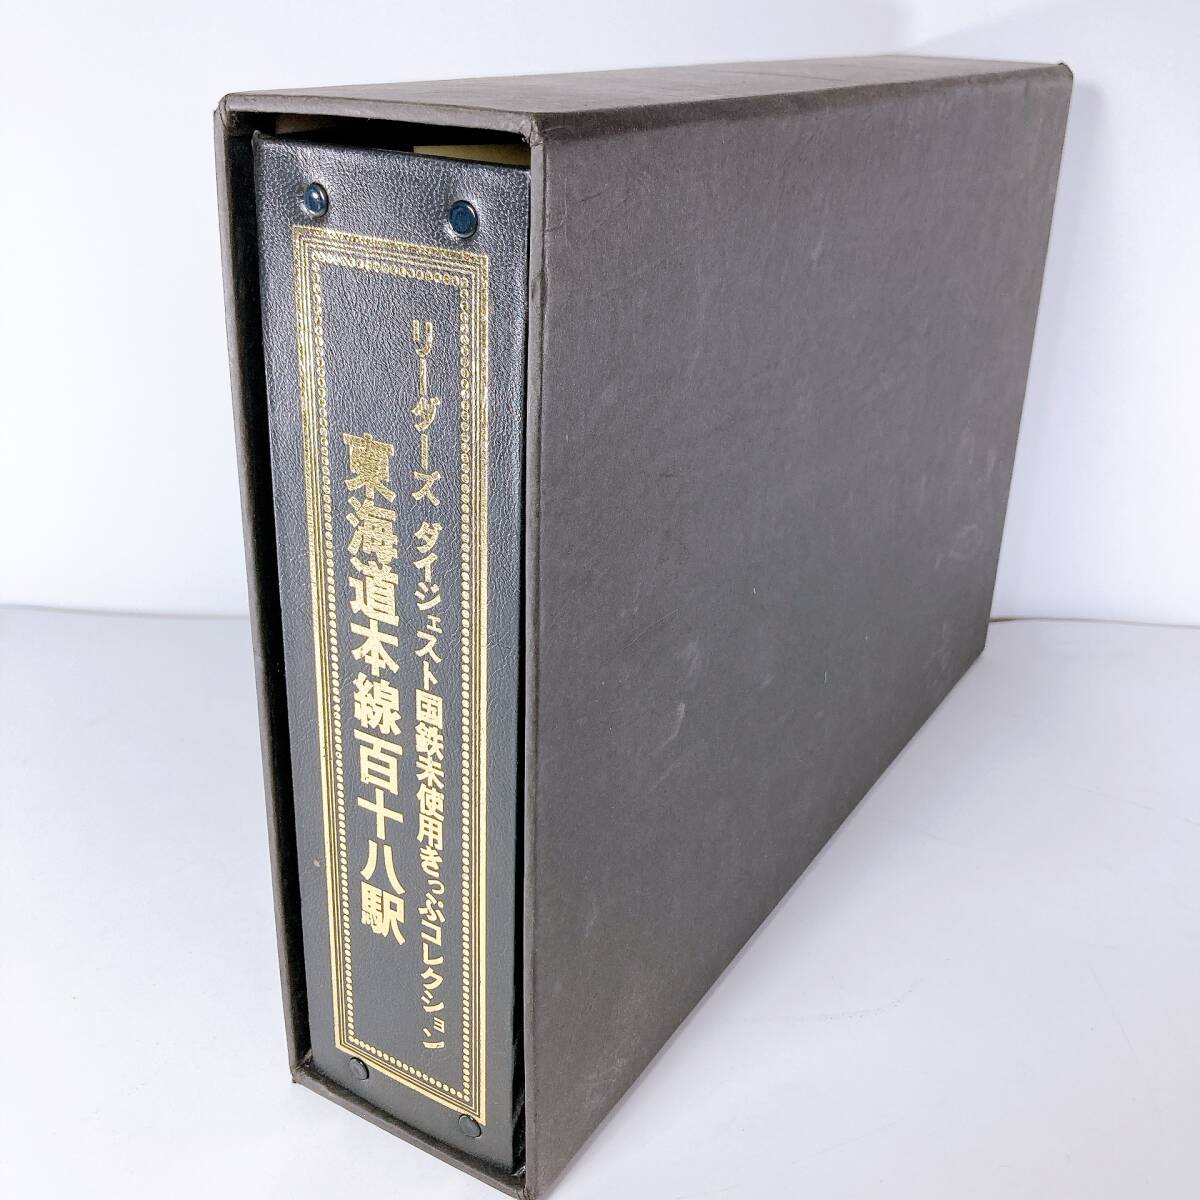 リーダーズ ダイジェスト国鉄未使用きっぷコレクション
東海道本線百十八駅